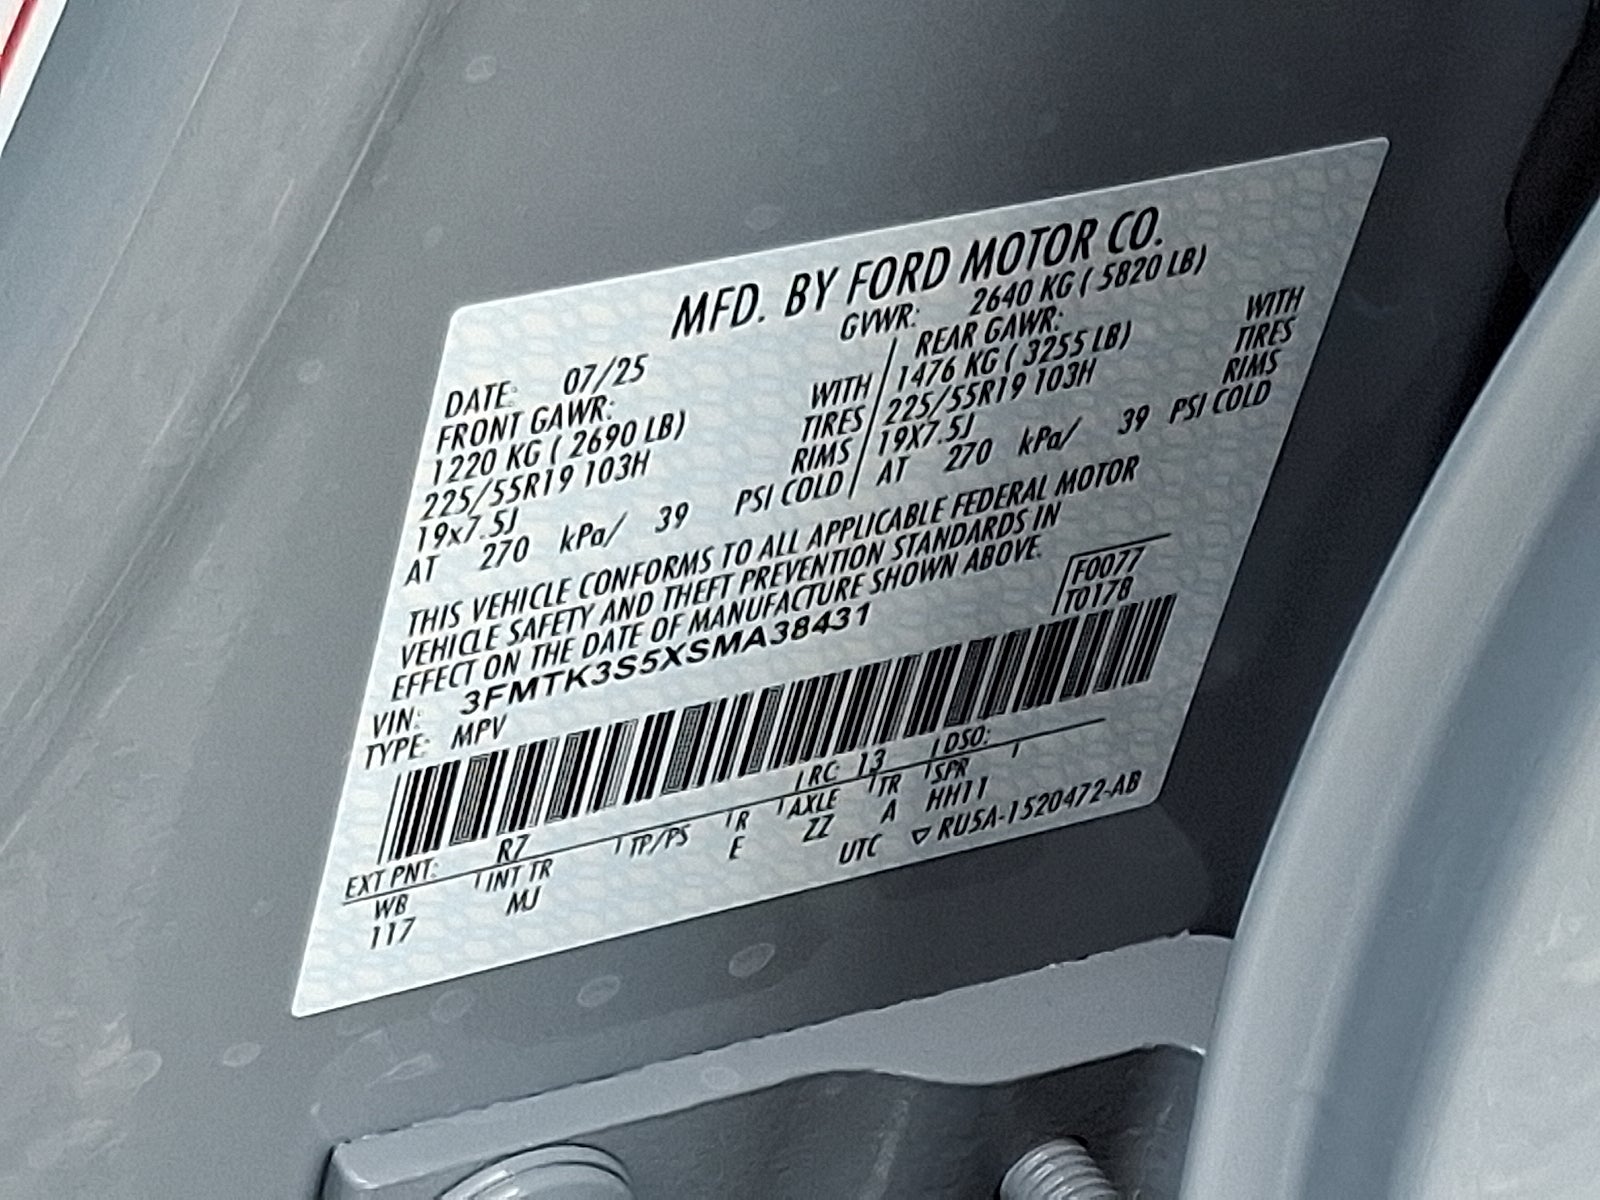 MFD. BY FORD MOTOR CO.
DATE: 07/25 GVWR: 2640 KG ( 5820 LB)
FRONT GAWR: REAR GAWR:
1220 KG ( 2690 LB) WITH 1476 KG ( 3255 LB) WITH
225/55R19 103H TIRES 225/55R19 103H TIRES
19x7.5J RIMS 19X7.5J RIMS
AT 270 kPa/ 39 PSI COLD AT 270 kPa/ 39 PSI COLD
THIS VEHICLE CONFORMS TO ALL APPLICABLE FEDERAL MOTOR
VEHICLE SAFETY AND THEFT PREVENTION STANDARDS IN
EFFECT ON THE DATE OF MANUFACTURE SHOWN ABOVE.
VIN: 3FMTK3S5XSMA38431 F0077
TYPE: MPV T0178
EXT PNT: RZ RC: 13 DSO:
WB INT TR TP/PS R AXLE TR SPR
117 MJ E ZZ A HH11
UTC ▽ RU5A-1520472-AB